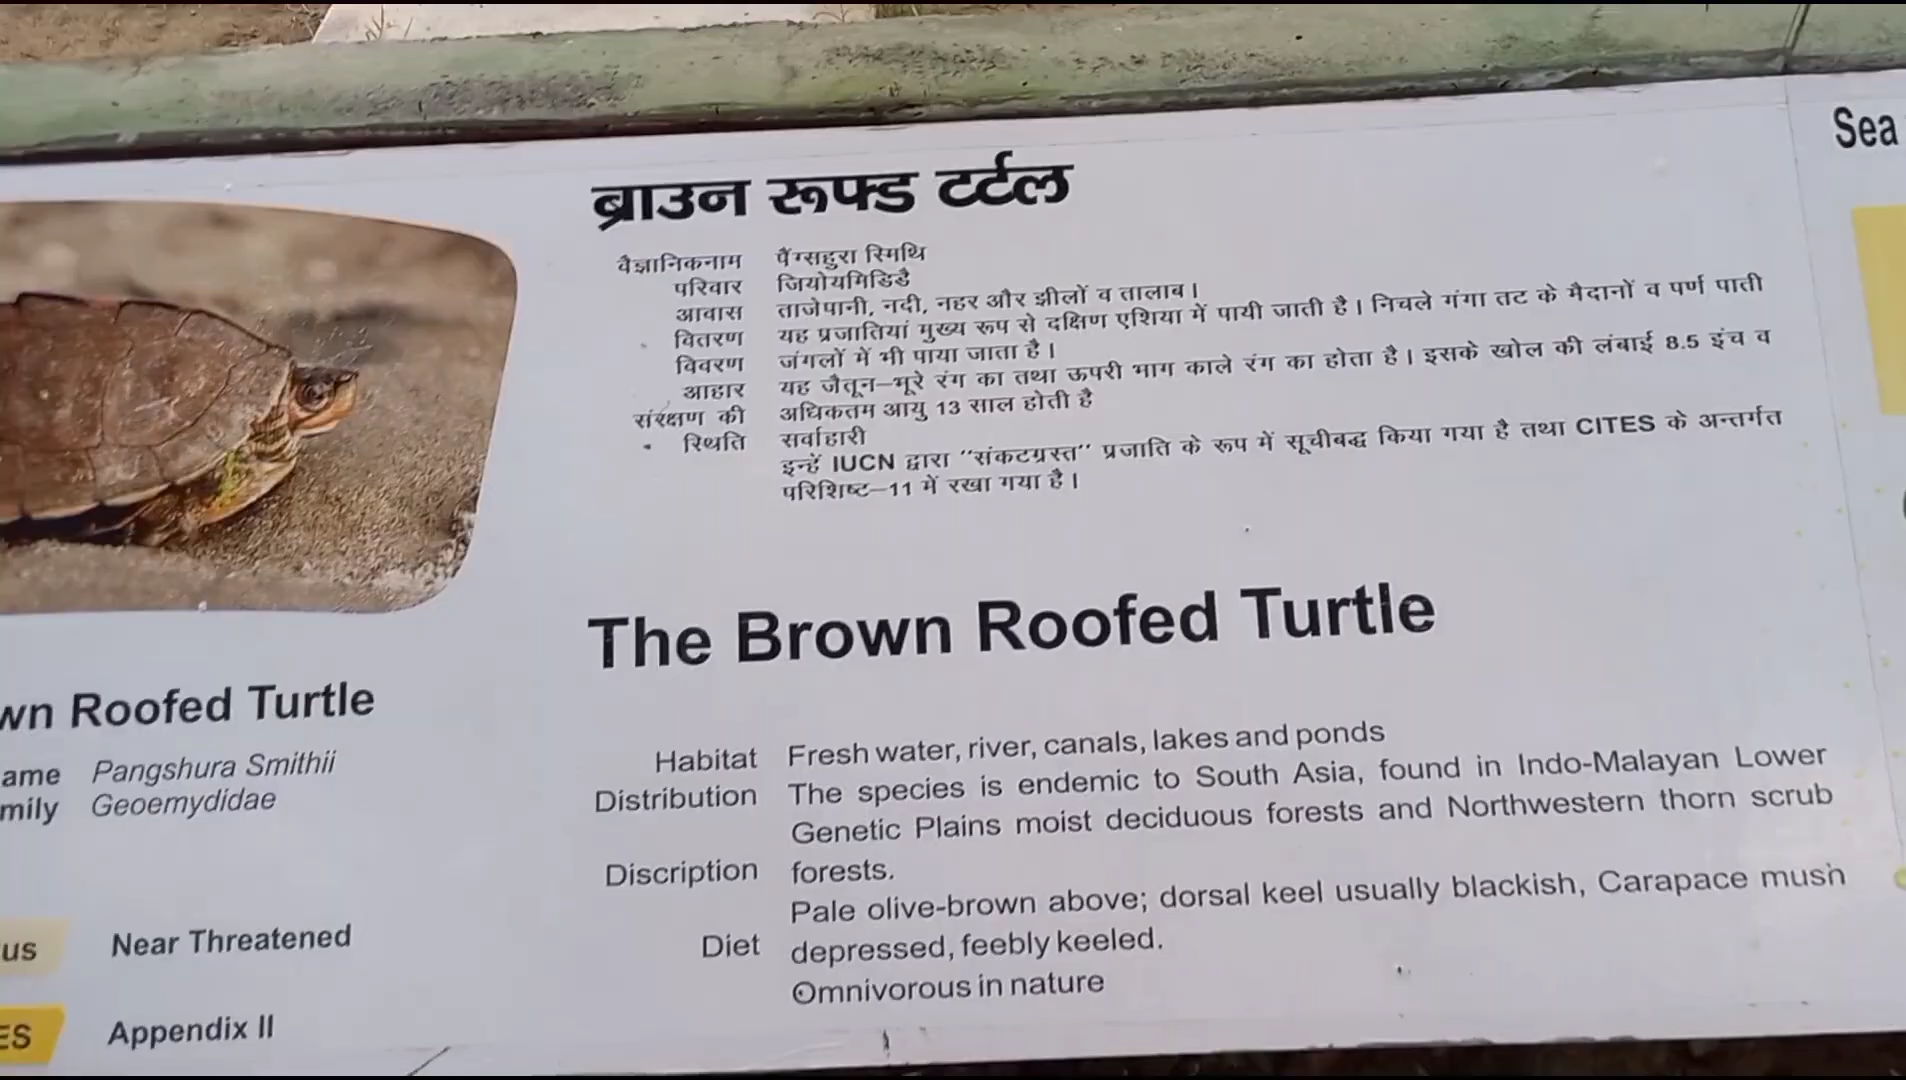 Sea
ब्राउन रूफ्ड टर्टल
वैज्ञानिकनाम पैंग्सहुरा स्मिथि
परिवार जियोयमिडिडै
आवास ताजेपानी, नदी, नहर और झीलों व तालाब।
वितरण यह प्रजातियां मुख्य रूप से दक्षिण एशिया में पायी जाती है। निचले गंगा तट के मैदानों व पर्ण पाती
विवरण जंगलों में भी पाया जाता है।
आहार यह जैतून–भूरे रंग का तथा ऊपरी भाग काले रंग का होता है। इसके खोल की लंबाई 8.5 इंच व
संरक्षण की अधिकतम आयु 13 साल होती है
स्थिति सर्वाहारी
इन्हें IUCN द्वारा "संकटग्रस्त" प्रजाति के रूप में सूचीबद्ध किया गया है तथा CITES के अन्तर्गत
परिशिष्ट–11 में रखा गया है।
wn Roofed Turtle
ame Pangshura Smithii
mily Geoemydidae
us Near Threatened
ES Appendix II
The Brown Roofed Turtle
Habitat Fresh water, river, canals, lakes and ponds
Distribution The species is endemic to South Asia, found in Indo-Malayan Lower
Genetic Plains moist deciduous forests and Northwestern thorn scrub
Discription forests.
Pale olive-brown above; dorsal keel usually blackish, Carapace mush
Diet depressed, feebly keeled.
Omnivorous in nature